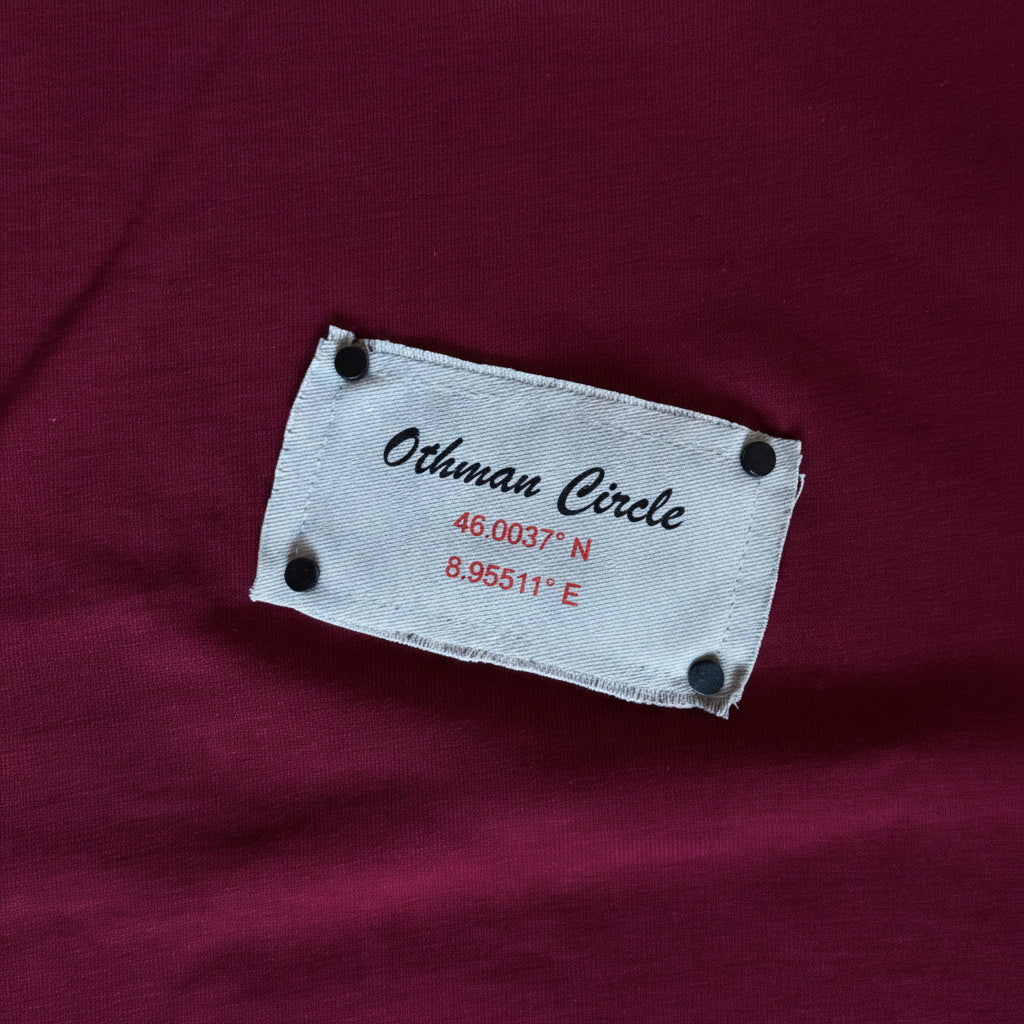 Othman Circle
46.0037° N
8.95511° E